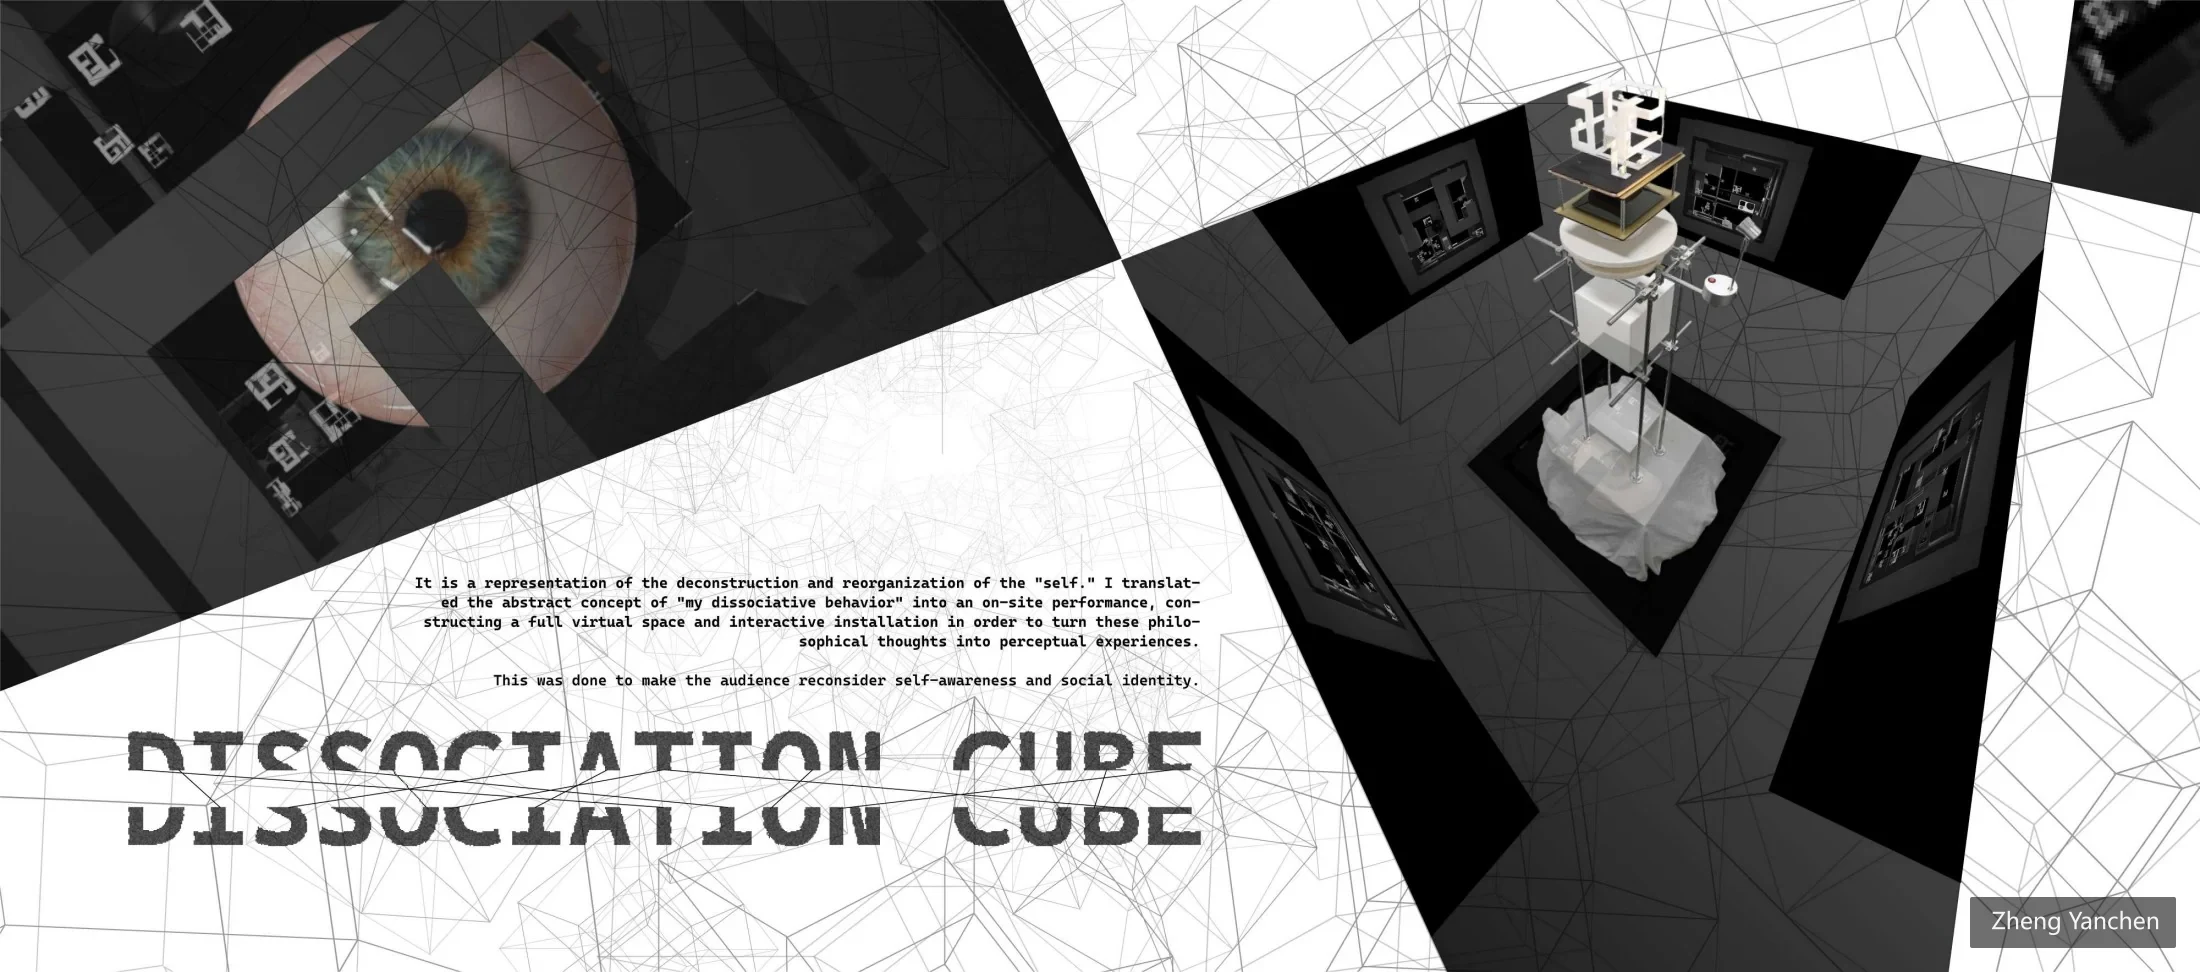 It is a representation of the deconstruction and reorganization of the "self." I translat-
ed the abstract concept of "my dissociative behavior" into an on-site performance, con-
structing a full virtual space and interactive installation in order to turn these philo-
sophical thoughts into perceptual experiences.
This was done to make the audience reconsider self-awareness and social identity.
DISSOCIATION CUBE
Zheng Yanchen